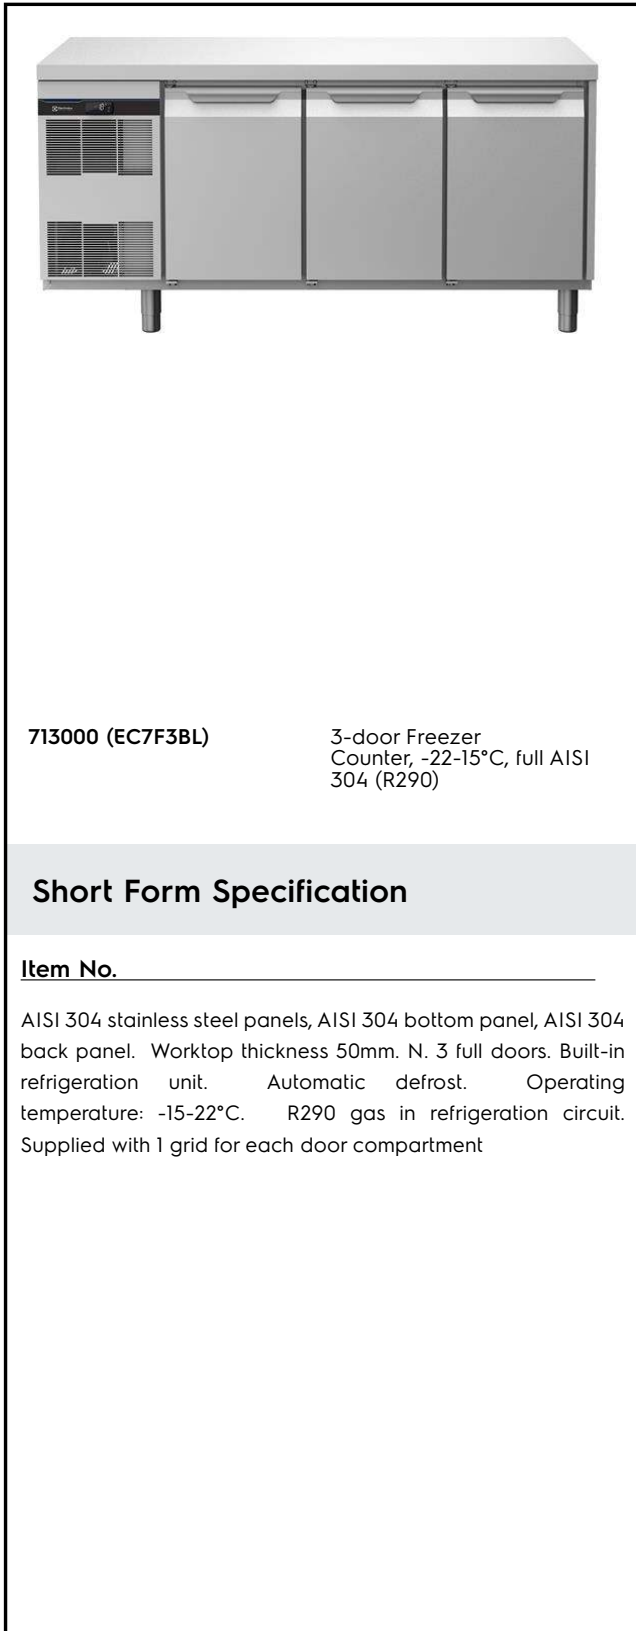 713000 (EC7F3BL)
3-door Freezer
Counter, -22-15°C, full AISI
304 (R290)
Short Form Specification
Item No.
AISI 304 stainless steel panels, AISI 304 bottom panel, AISI 304
back panel. Worktop thickness 50mm. N. 3 full doors. Built-in
refrigeration unit. Automatic defrost. Operating
temperature: -15-22°C. R290 gas in refrigeration circuit.
Supplied with 1 grid for each door compartment